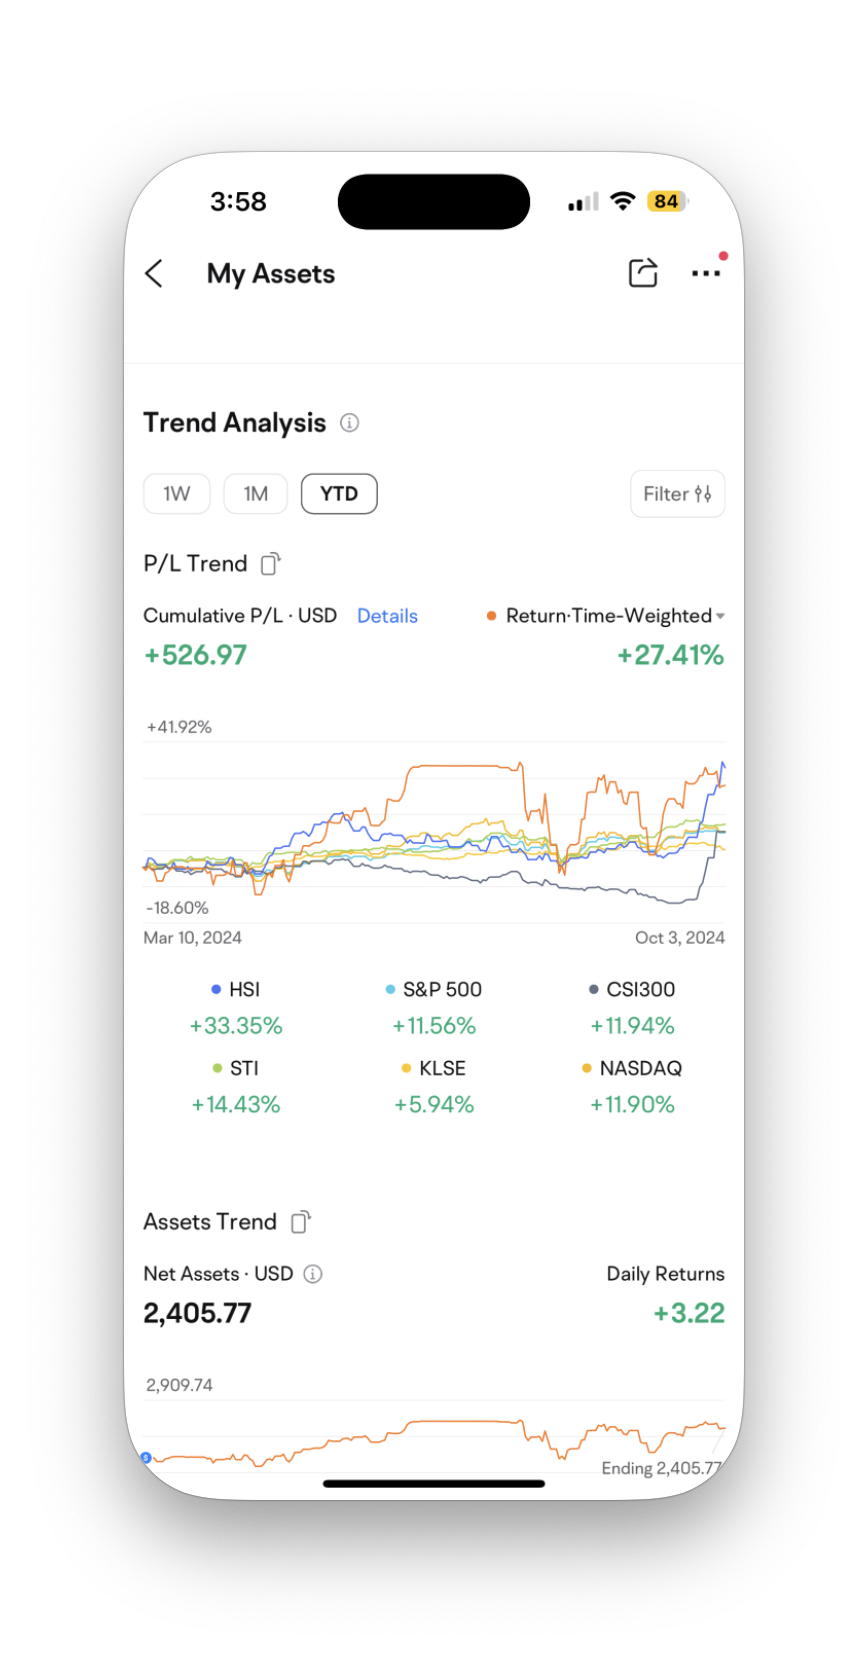 3:58 84
My Assets
Trend Analysis
1W 1M YTD Filter
P/L Trend
Cumulative P/L · USD Details Return·Time-Weighted
+526.97 +27.41%
+41.92%
-18.60%
Mar 10, 2024 Oct 3, 2024
HSI S&P 500 CSI300
+33.35% +11.56% +11.94%
STI KLSE NASDAQ
+14.43% +5.94% +11.90%
Assets Trend
Net Assets · USD Daily Returns
2,405.77 +3.22
2,909.74
Ending 2,405.77